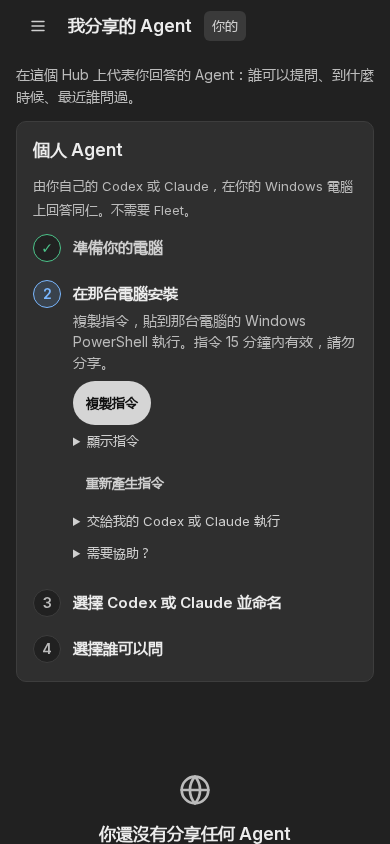 我分享的 Agent 你的
在這個 Hub 上代表你回答的 Agent：誰可以提問、到什麼
時候、最近誰問過。
個人 Agent
由你自己的 Codex 或 Claude，在你的 Windows 電腦
上回答同仁。不需要 Fleet。
✓ 準備你的電腦
2 在那台電腦安裝
複製指令，貼到那台電腦的 Windows
PowerShell 執行。指令 15 分鐘內有效，請勿
分享。
複製指令
▶ 顯示指令
重新產生指令
▶ 交給我的 Codex 或 Claude 執行
▶ 需要協助？
3 選擇 Codex 或 Claude 並命名
4 選擇誰可以問
你還沒有分享任何 Agent